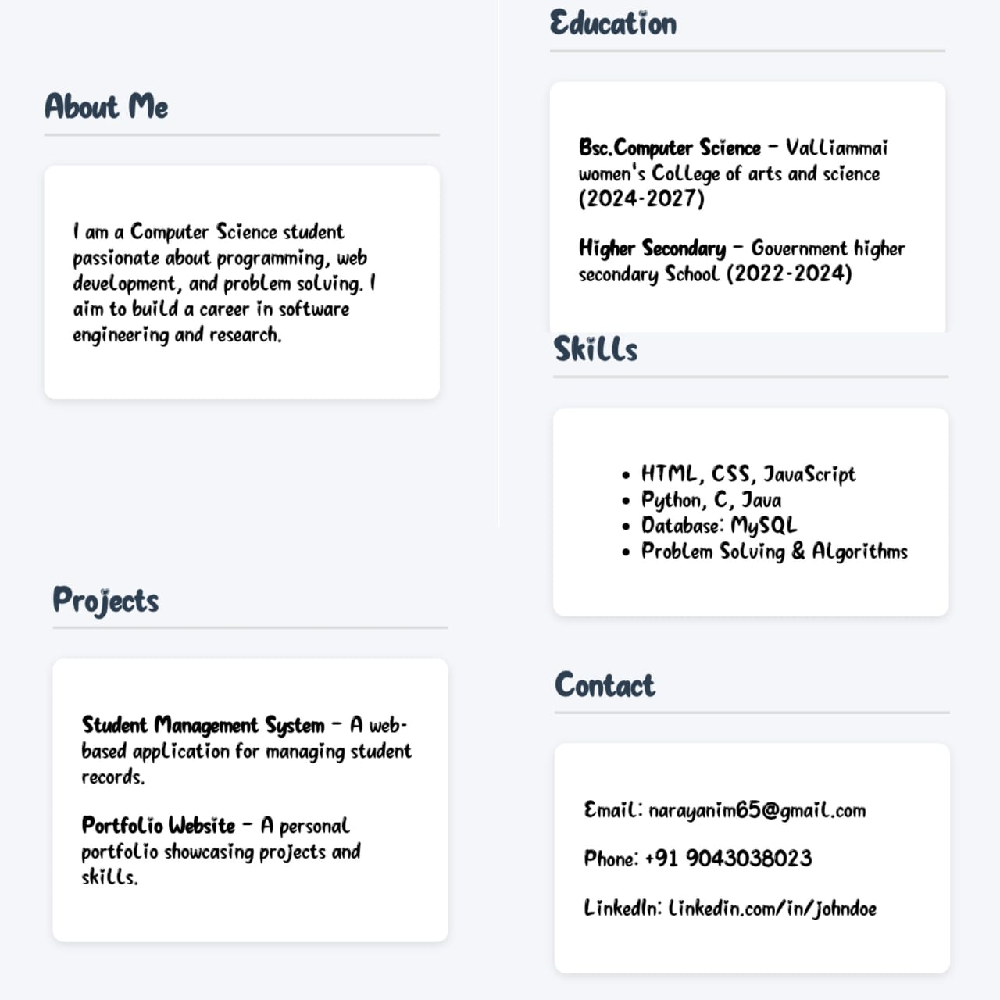 About Me
I am a Computer Science student
passionate about programming, web
development, and problem solving. I
aim to build a career in software
engineering and research.
Education
Bsc.Computer Science - Valliammai
women's College of arts and science
(2024-2027)
Higher Secondary - Government higher
secondary School (2022-2024)
Skills
• HTML, CSS, JavaScript
• Python, C, Java
• Database: MySQL
• Problem Solving & Algorithms
Projects
Student Management System - A web-
based application for managing student
records.
Portfolio Website - A personal
portfolio showcasing projects and
skills.
Contact
Email: narayanim65@gmail.com
Phone: +91 9043038023
LinkedIn: linkedin.com/in/johndoe